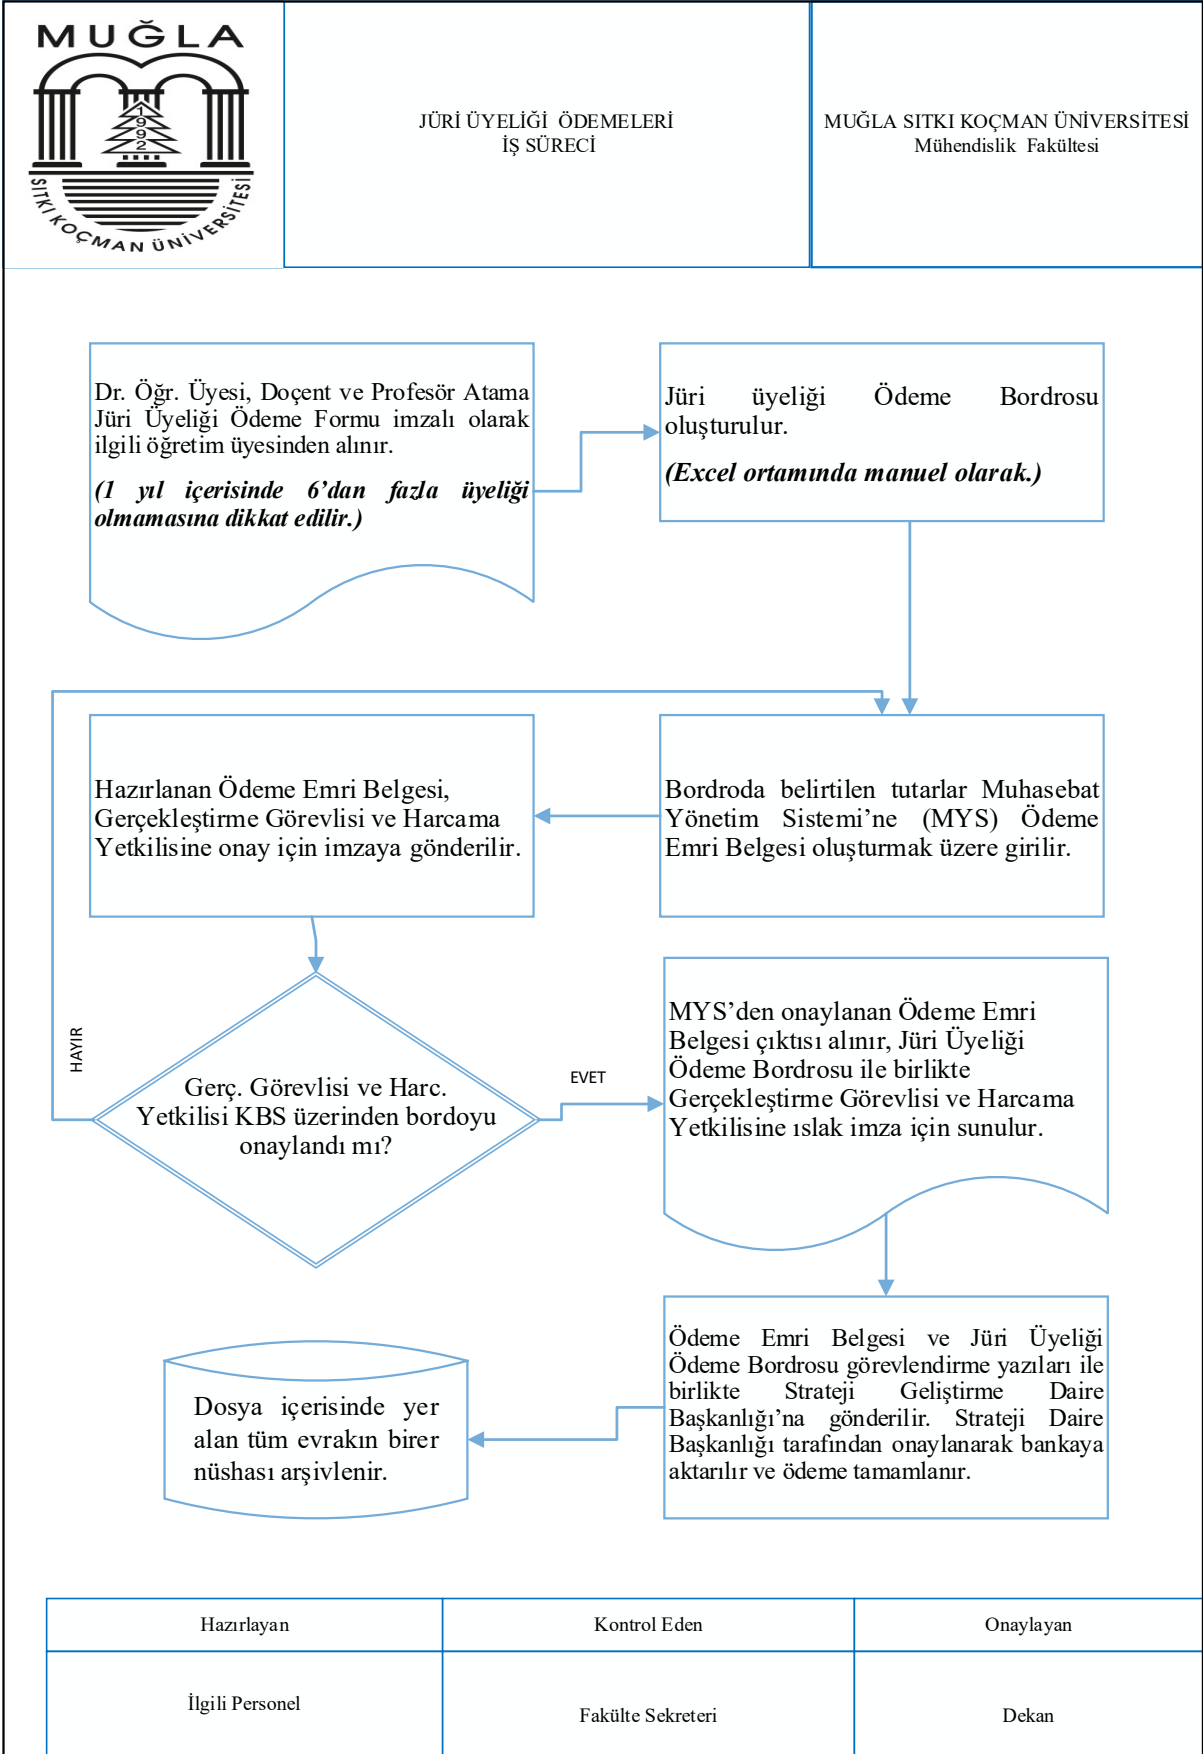 MUĞLA
1992
SITKI KOÇMAN ÜNİVERSİTESİ
JÜRİ ÜYELİĞİ ÖDEMELERİ
İŞ SÜRECİ
MUĞLA SITKI KOÇMAN ÜNİVERSİTESİ
Mühendislik Fakültesi
Dr. Öğr. Üyesi, Doçent ve Profesör Atama
Jüri Üyeliği Ödeme Formu imzalı olarak
ilgili öğretim üyesinden alınır.
(1 yıl içerisinde 6’dan fazla üyeliği
olmamasına dikkat edilir.)
Jüri üyeliği Ödeme Bordrosu
oluşturulur.
(Excel ortamında manuel olarak.)
Hazırlanan Ödeme Emri Belgesi,
Gerçekleştirme Görevlisi ve Harcama
Yetkilisine onay için imzaya gönderilir.
Bordroda belirtilen tutarlar Muhasebat
Yönetim Sistemi’ne (MYS) Ödeme
Emri Belgesi oluşturmak üzere girilir.
HAYIR
Gerç. Görevlisi ve Harc.
Yetkilisi KBS üzerinden bordoyu
onaylandı mı?
EVET
MYS’den onaylanan Ödeme Emri
Belgesi çıktısı alınır, Jüri Üyeliği
Ödeme Bordrosu ile birlikte
Gerçekleştirme Görevlisi ve Harcama
Yetkilisine ıslak imza için sunulur.
Ödeme Emri Belgesi ve Jüri Üyeliği
Ödeme Bordrosu görevlendirme yazıları ile
birlikte Strateji Geliştirme Daire
Başkanlığı’na gönderilir. Strateji Daire
Başkanlığı tarafından onaylanarak bankaya
aktarılır ve ödeme tamamlanır.
Dosya içerisinde yer
alan tüm evrakın birer
nüshası arşivlenir.
Hazırlayan
Kontrol Eden
Onaylayan
İlgili Personel
Fakülte Sekreteri
Dekan